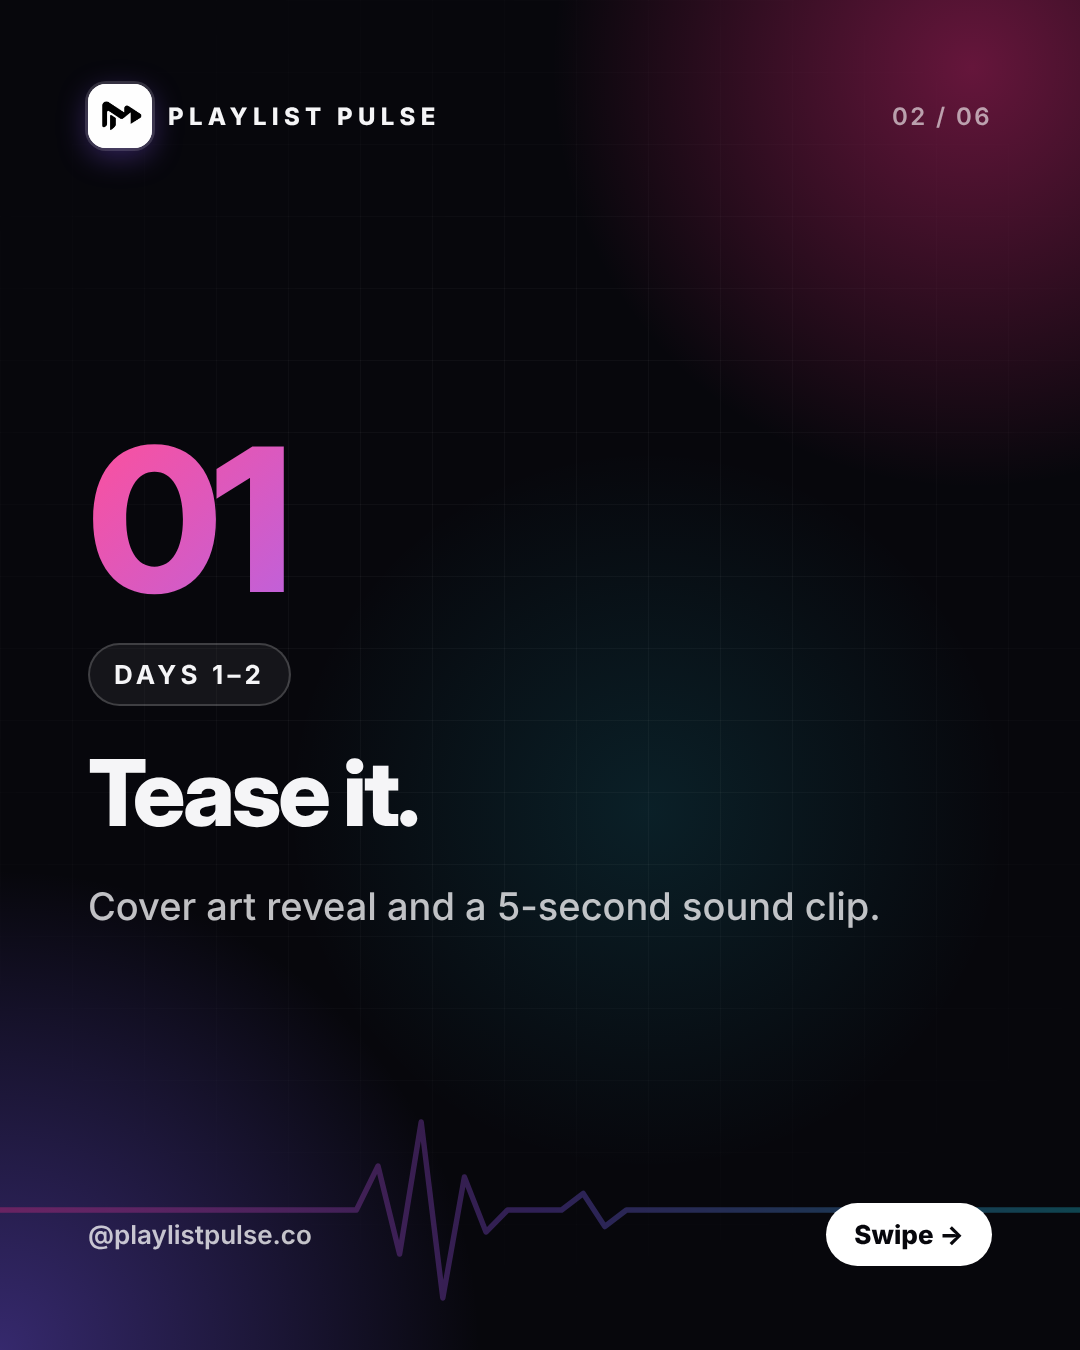 PLAYLIST PULSE
02 / 06
01
DAYS 1–2
Tease it.
Cover art reveal and a 5-second sound clip.
@playlistpulse.co
Swipe →